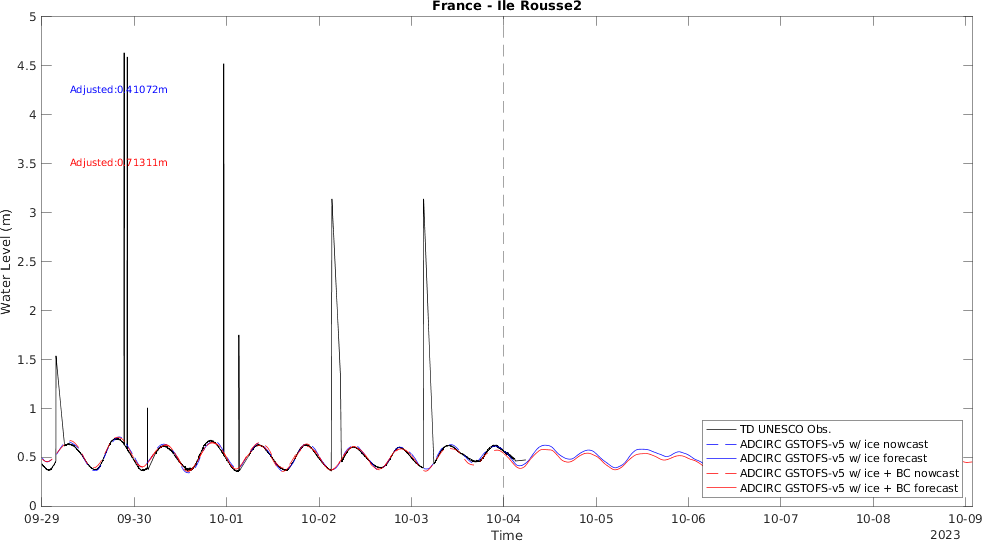 France - Ile Rousse2
5
4.5
4
3.5
3
2.5
2
1.5
1
0.5
0
Water Level (m)
Adjusted:0.41072m
Adjusted:0.71311m
TD UNESCO Obs.
ADCIRC GSTOFS-v5 w/ ice nowcast
ADCIRC GSTOFS-v5 w/ ice forecast
ADCIRC GSTOFS-v5 w/ ice + BC nowcast
ADCIRC GSTOFS-v5 w/ ice + BC forecast
09-29 09-30 10-01 10-02 10-03 10-04 10-05 10-06 10-07 10-08 10-09
Time
2023